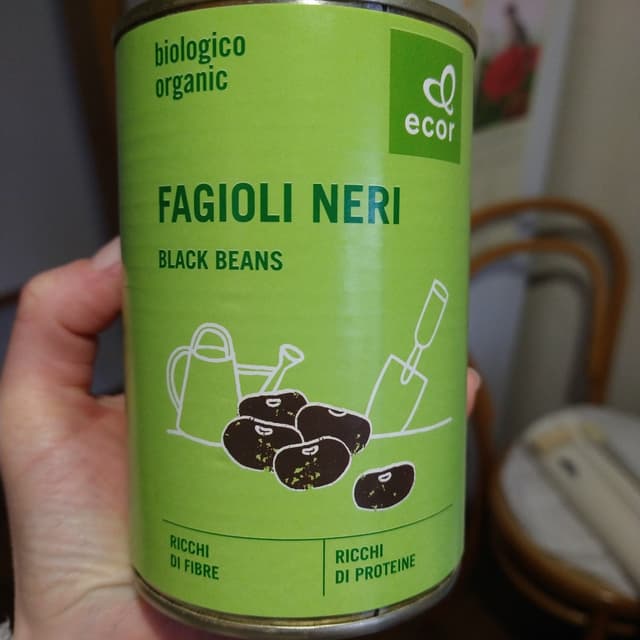 biologico
organic
ecor
FAGIOLI NERI
BLACK BEANS
RICCHI
DI FIBRE
RICCHI
DI PROTEINE